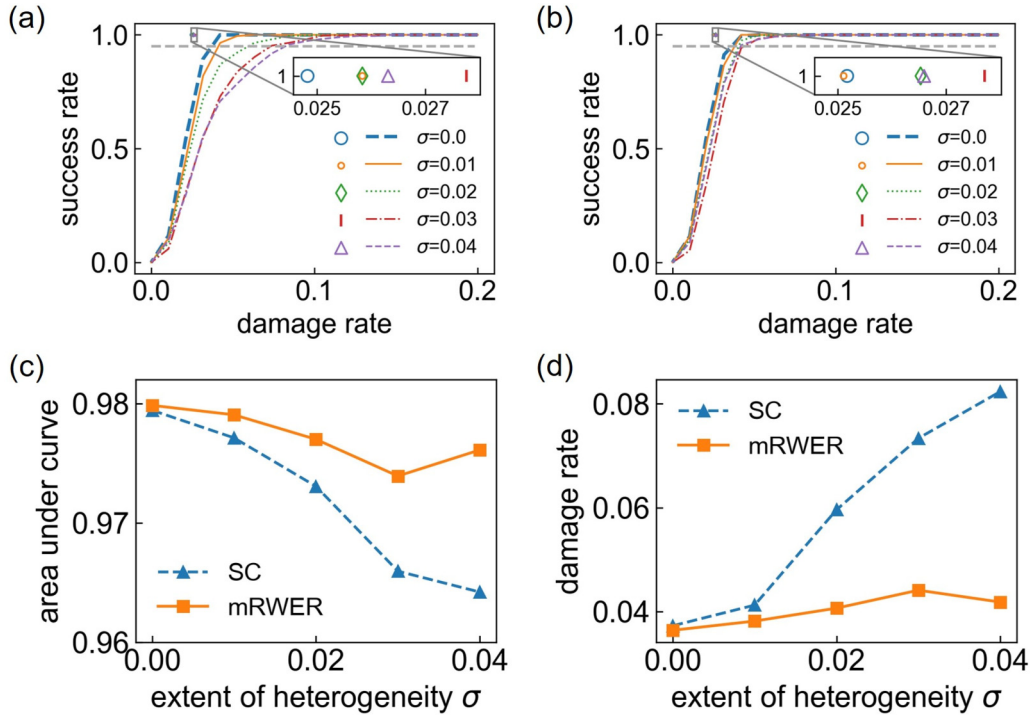 (a)
success rate
1.0
0.5
0.0
1
0.025
0.027
σ=0.0
σ=0.01
σ=0.02
σ=0.03
σ=0.04
0.0
0.1
0.2
damage rate
(b)
success rate
1.0
0.5
0.0
1
0.025
0.027
σ=0.0
σ=0.01
σ=0.02
σ=0.03
σ=0.04
0.0
0.1
0.2
damage rate
(c)
area under curve
0.98
0.97
0.96
SC
mRWER
0.00
0.02
0.04
extent of heterogeneity σ
(d)
damage rate
0.08
0.06
0.04
SC
mRWER
0.00
0.02
0.04
extent of heterogeneity σ